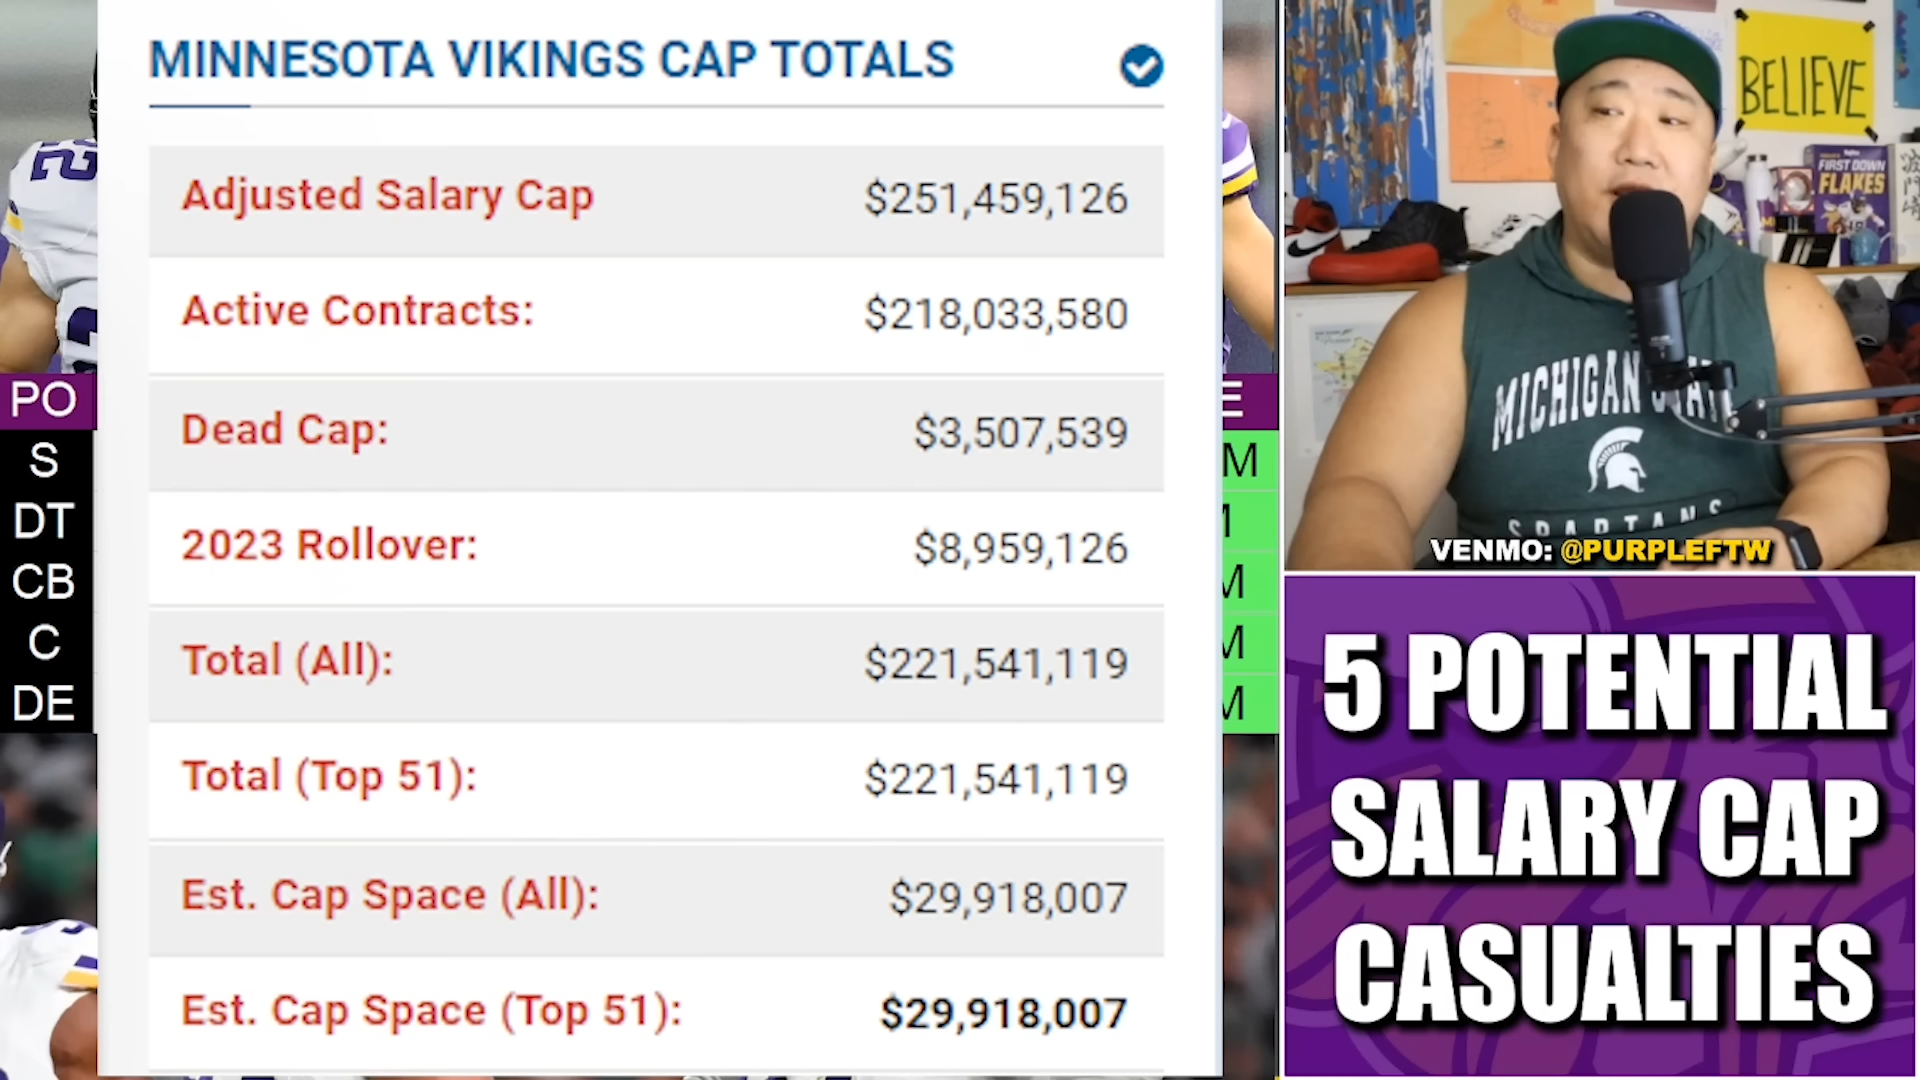 MINNESOTA VIKINGS CAP TOTALS
Adjusted Salary Cap $251,459,126
Active Contracts: $218,033,580
Dead Cap: $3,507,539
2023 Rollover: $8,959,126
Total (All): $221,541,119
Total (Top 51): $221,541,119
Est. Cap Space (All): $29,918,007
Est. Cap Space (Top 51): $29,918,007
PO
S
DT
CB
C
DE
E
M
M
M
M
BELIEVE
FIRST DOWN
FLAKES
MICHIGAN
SPARTANS
VENMO: @PURPLEFTW
5 POTENTIAL
SALARY CAP
CASUALTIES